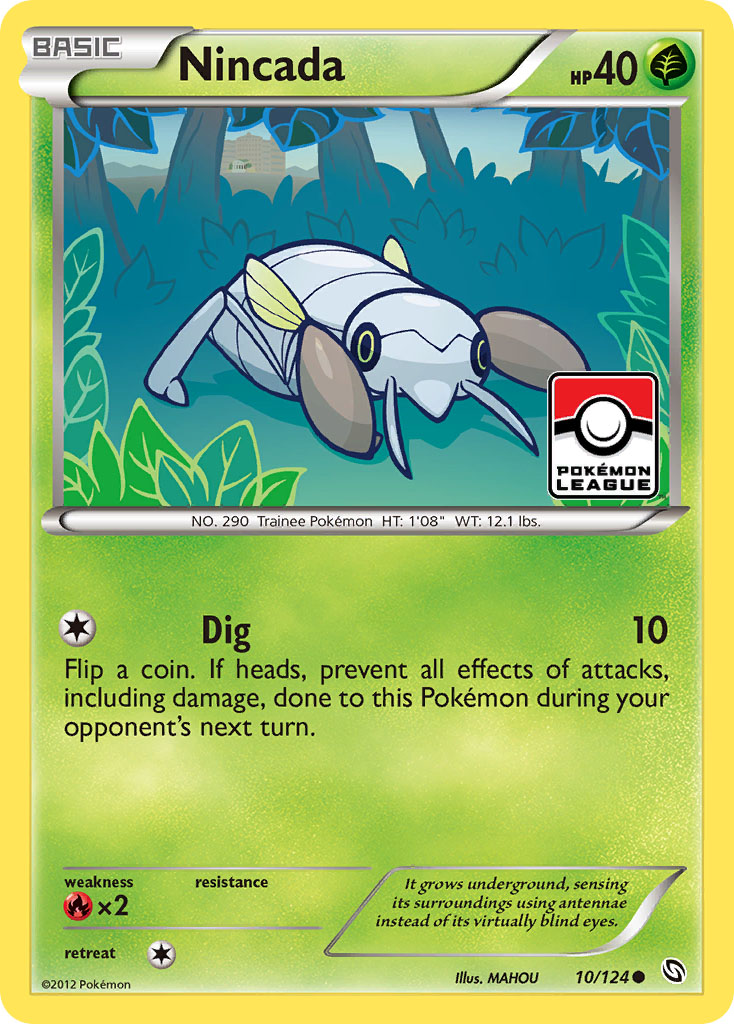 BASIC
Nincada
HP40
POKÉMON
LEAGUE
NO. 290 Trainee Pokémon HT: 1'08" WT: 12.1 lbs.
Dig 10
Flip a coin. If heads, prevent all effects of attacks,
including damage, done to this Pokémon during your
opponent's next turn.
weakness resistance
×2
It grows underground, sensing
its surroundings using antennae
instead of its virtually blind eyes.
retreat
©2012 Pokémon
Illus. MAHOU 10/124